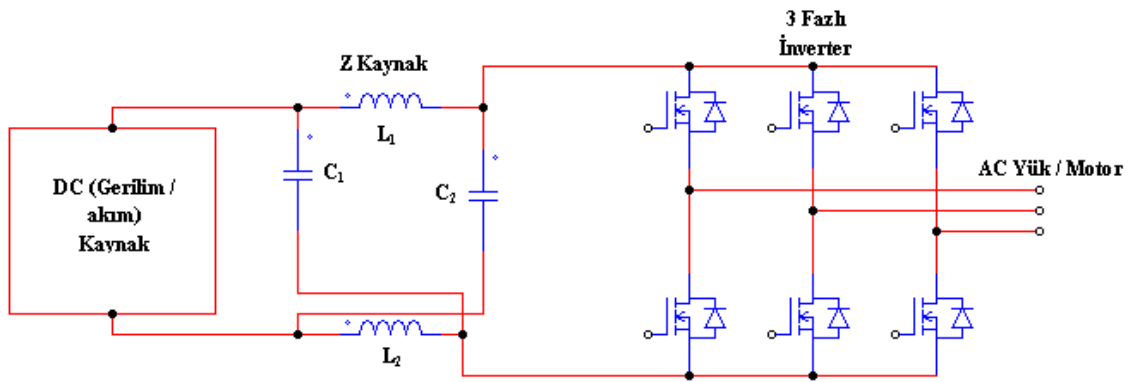 3 Fazlı
İnverter
Z Kaynak
L1
C1
C2
DC (Gerilim /
akım)
Kaynak
AC Yük / Motor
L2